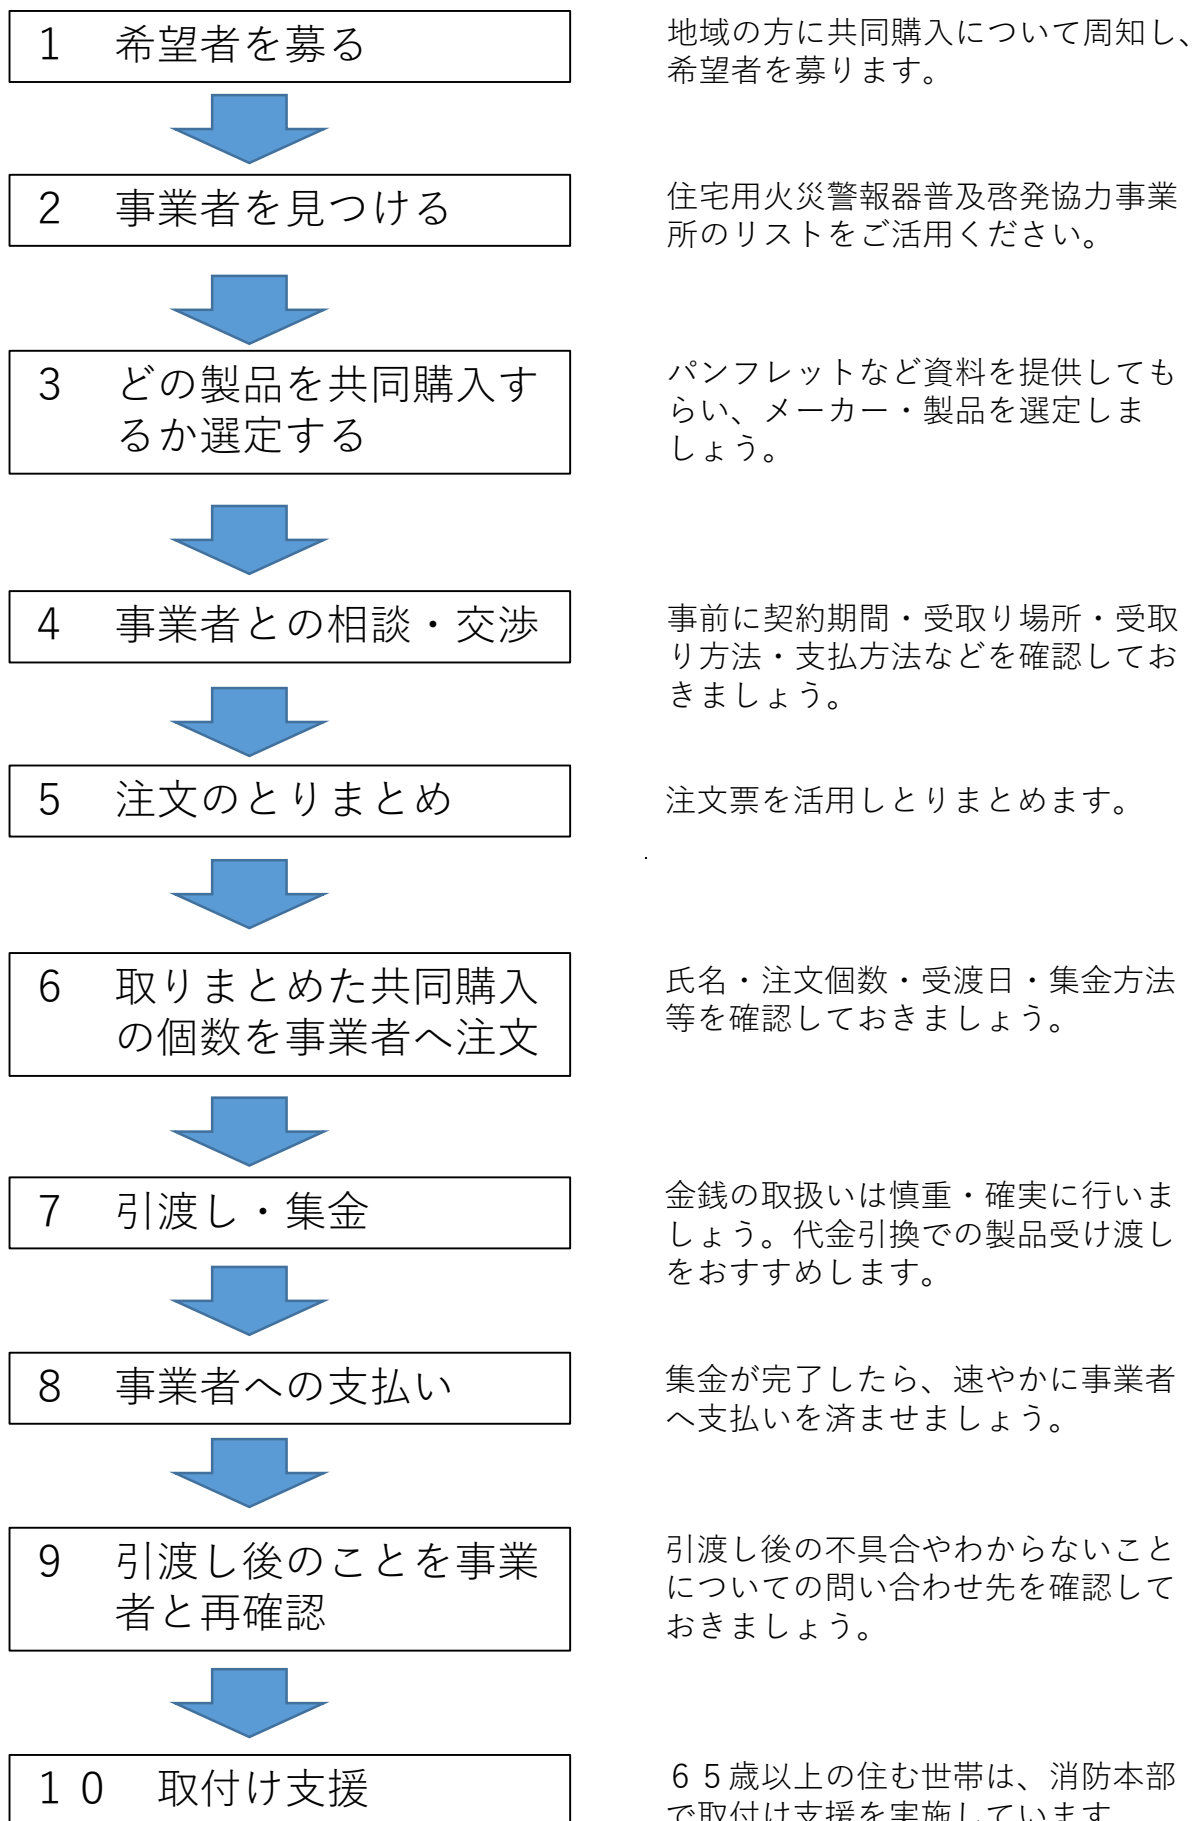 １　希望者を募る
地域の方に共同購入について周知し、
希望者を募ります。
２　事業者を見つける
住宅用火災警報器普及啓発協力事業
所のリストをご活用ください。
３　どの製品を共同購入す
るか選定する
パンフレットなど資料を提供しても
らい、メーカー・製品を選定しま
しょう。
４　事業者との相談・交渉
事前に契約期間・受取り場所・受取
り方法・支払方法などを確認してお
きましょう。
５　注文のとりまとめ
注文票を活用しとりまとめます。
６　取りまとめた共同購入
の個数を事業者へ注文
氏名・注文個数・受渡日・集金方法
等を確認しておきましょう。
７　引渡し・集金
金銭の取扱いは慎重・確実に行いま
しょう。代金引換での製品受け渡し
をおすすめします。
８　事業者への支払い
集金が完了したら、速やかに事業者
へ支払いを済ませましょう。
９　引渡し後のことを事業
者と再確認
引渡し後の不具合やわからないこと
についての問い合わせ先を確認して
おきましょう。
１０　取付け支援
６５歳以上の住む世帯は、消防本部
で取付け支援を実施しています